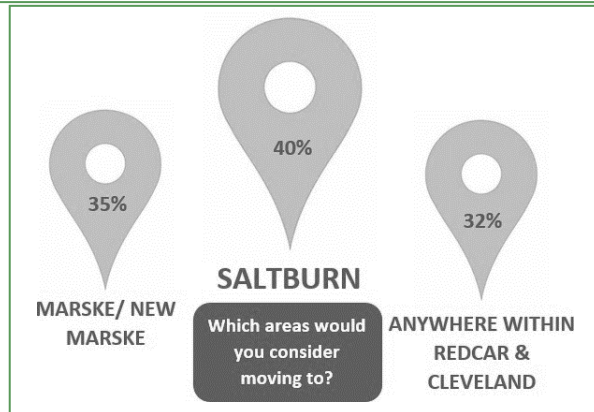 40%
35%
32%
SALTBURN
MARSKE/ NEW
MARSKE
Which areas would
you consider
moving to?
ANYWHERE WITHIN
REDCAR &
CLEVELAND